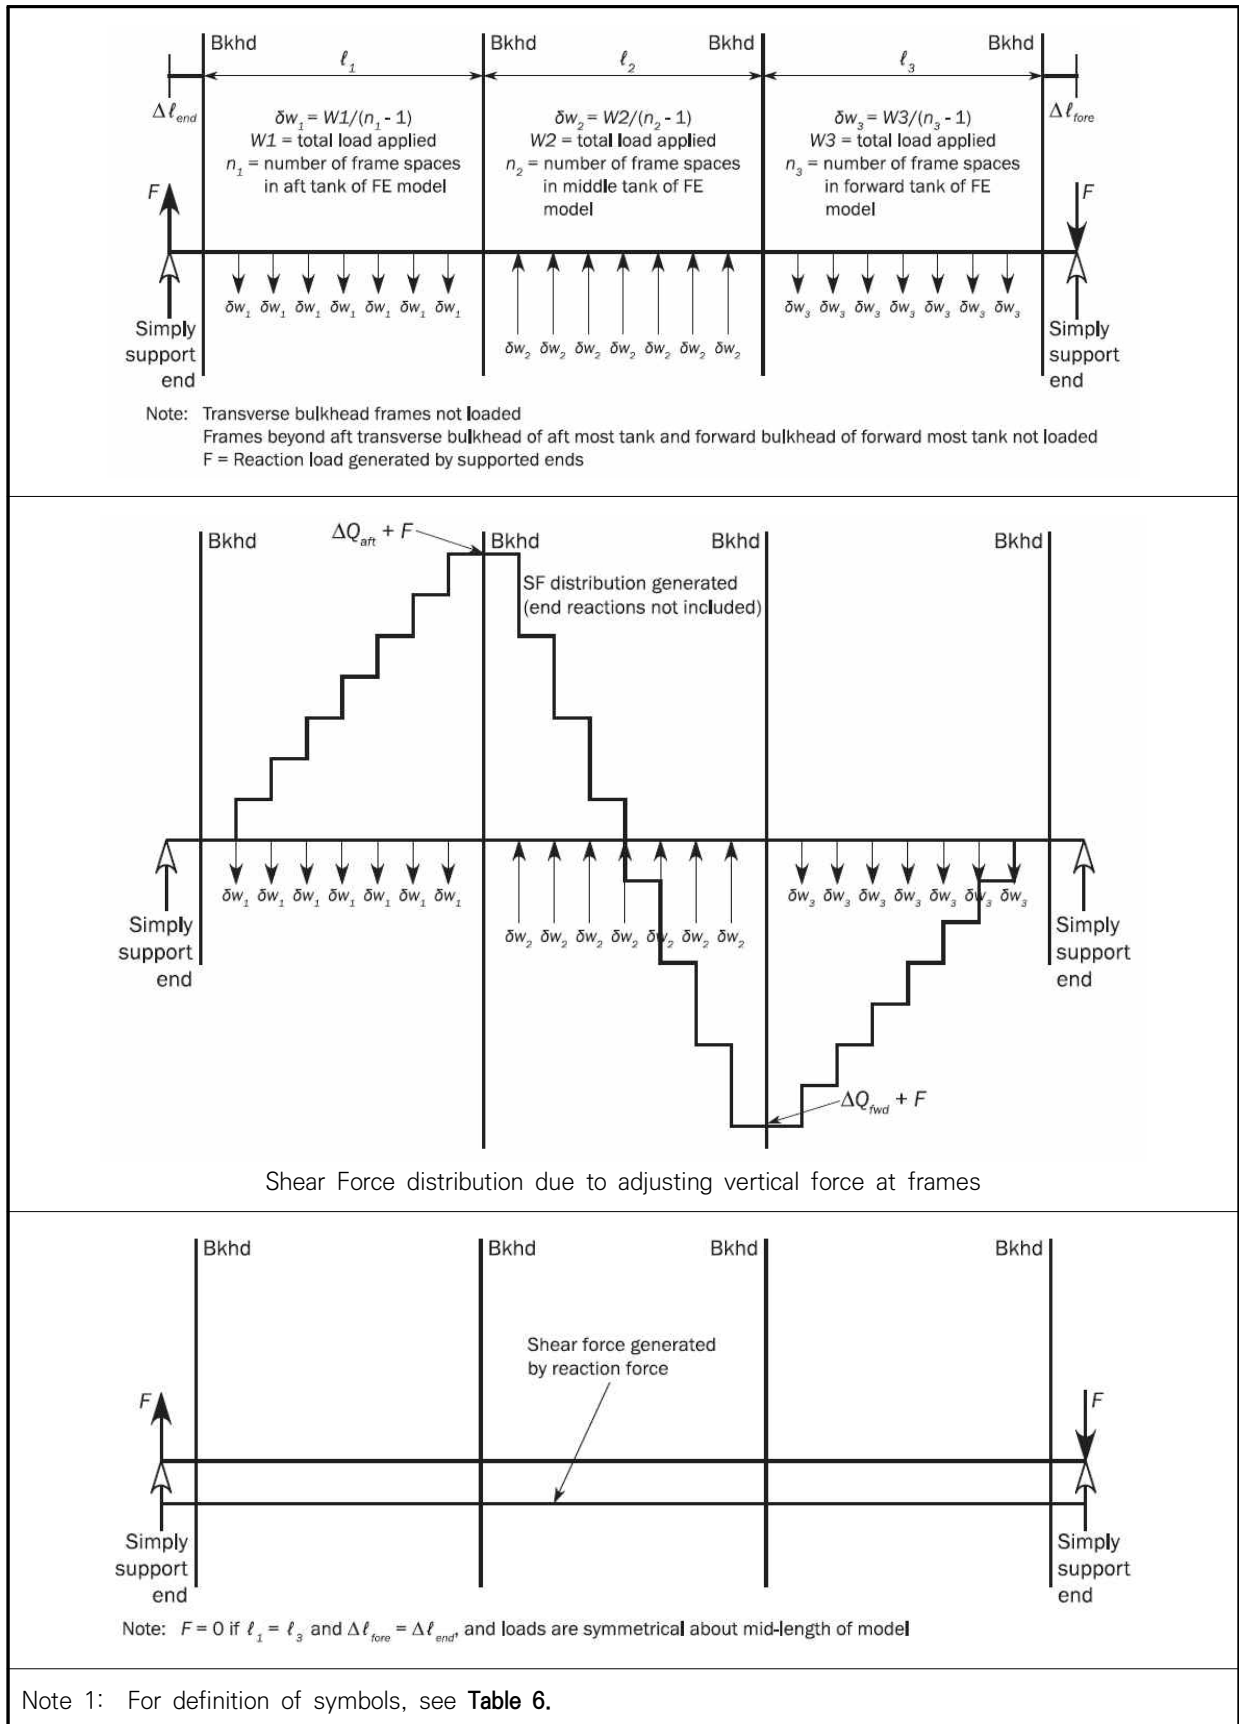 Bkhd Bkhd Bkhd Bkhd
ℓ₁ ℓ₂ ℓ₃
Δℓend Δℓfore
δw₁ = W1/(n₁ - 1)
W1 = total load applied
n₁ = number of frame spaces
in aft tank of FE model
δw₂ = W2/(n₂ - 1)
W2 = total load applied
n₂ = number of frame spaces
in middle tank of FE
model
δw₃ = W3/(n₃ - 1)
W3 = total load applied
n₃ = number of frame spaces
in forward tank of FE
model
F F
δw₁ δw₁ δw₁ δw₁ δw₁ δw₁ δw₁
δw₂ δw₂ δw₂ δw₂ δw₂ δw₂ δw₂
δw₃ δw₃ δw₃ δw₃ δw₃ δw₃ δw₃
Simply
support
end
Simply
support
end
Note: Transverse bulkhead frames not loaded
Frames beyond aft transverse bulkhead of aft most tank and forward bulkhead of forward most tank not loaded
F = Reaction load generated by supported ends
Bkhd Bkhd Bkhd Bkhd
ΔQaft + F
SF distribution generated
(end reactions not included)
δw₁ δw₁ δw₁ δw₁ δw₁ δw₁ δw₁
δw₂ δw₂ δw₂ δw₂ δw₂ δw₂ δw₂
δw₃ δw₃ δw₃ δw₃ δw₃ δw₃ δw₃
Simply
support
end
Simply
support
end
ΔQfwd + F
Shear Force distribution due to adjusting vertical force at frames
Bkhd Bkhd Bkhd Bkhd
Shear force generated
by reaction force
F F
Simply
support
end
Simply
support
end
Note: F = 0 if ℓ₁ = ℓ₃ and Δℓfore = Δℓend, and loads are symmetrical about mid-length of model
Note 1: For definition of symbols, see Table 6.